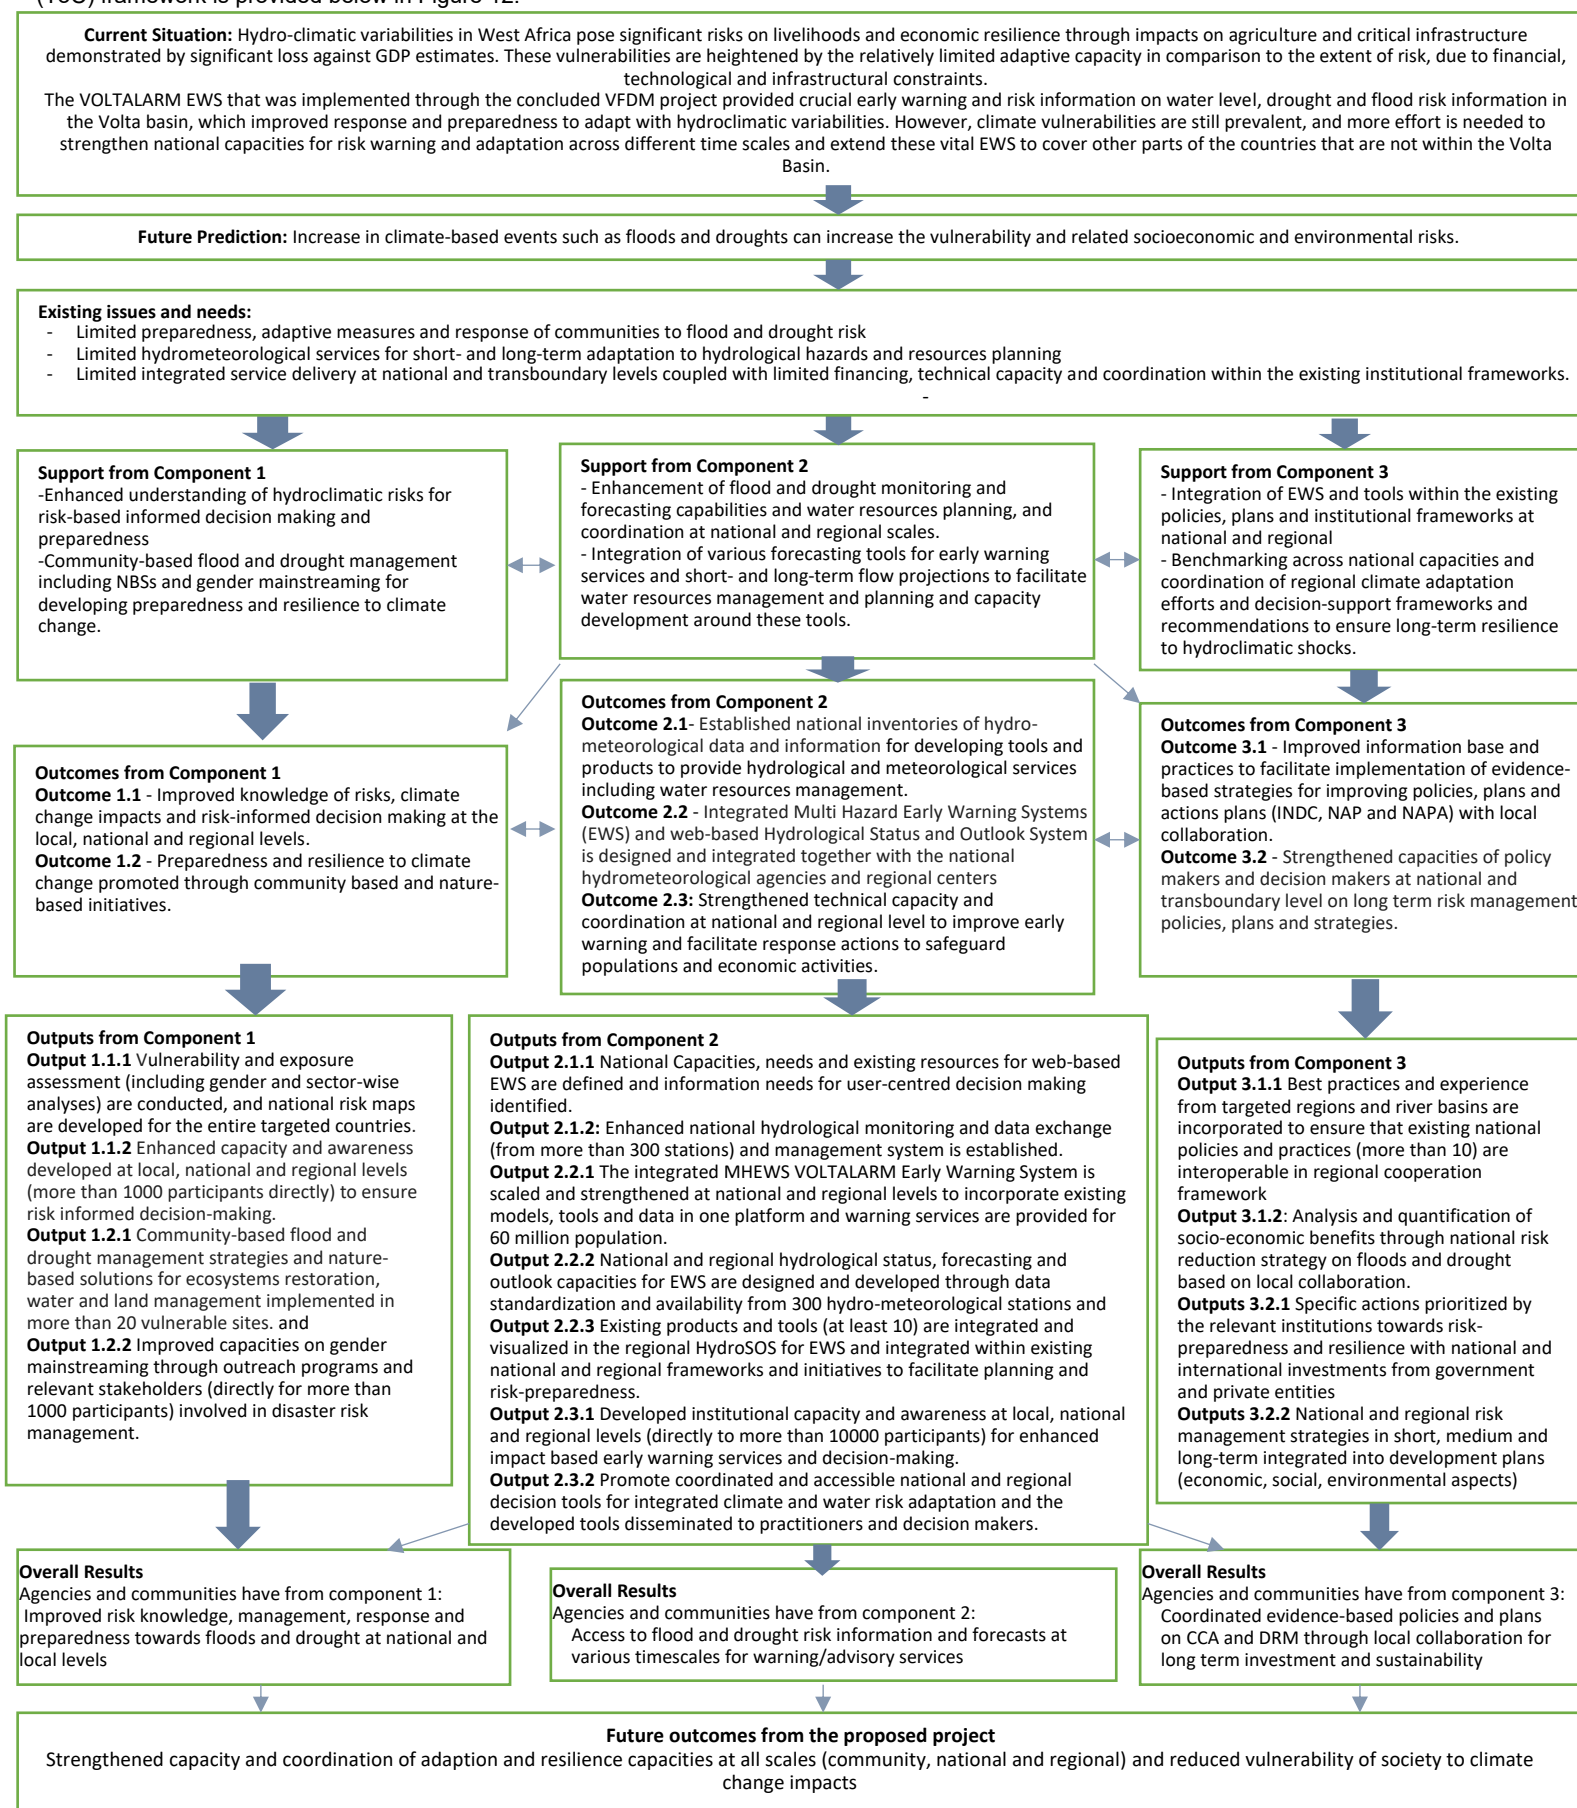 (ToC) framework is provided below in Figure 12.
Current Situation: Hydro-climatic variabilities in West Africa pose significant risks on livelihoods and economic resilience through impacts on agriculture and critical infrastructure
demonstrated by significant loss against GDP estimates. These vulnerabilities are heightened by the relatively limited adaptive capacity in comparison to the extent of risk, due to financial,
technological and infrastructural constraints.
The VOLTALARM EWS that was implemented through the concluded VFDM project provided crucial early warning and risk information on water level, drought and flood risk information in
the Volta basin, which improved response and preparedness to adapt with hydroclimatic variabilities. However, climate vulnerabilities are still prevalent, and more effort is needed to
strengthen national capacities for risk warning and adaptation across different time scales and extend these vital EWS to cover other parts of the countries that are not within the Volta
Basin.
Future Prediction: Increase in climate-based events such as floods and droughts can increase the vulnerability and related socioeconomic and environmental risks.
Existing issues and needs:
- Limited preparedness, adaptive measures and response of communities to flood and drought risk
- Limited hydrometeorological services for short- and long-term adaptation to hydrological hazards and resources planning
- Limited integrated service delivery at national and transboundary levels coupled with limited financing, technical capacity and coordination within the existing institutional frameworks.
-
Support from Component 1
-Enhanced understanding of hydroclimatic risks for
risk-based informed decision making and
preparedness
-Community-based flood and drought management
including NBSs and gender mainstreaming for
developing preparedness and resilience to climate
change.
Support from Component 2
- Enhancement of flood and drought monitoring and
forecasting capabilities and water resources planning, and
coordination at national and regional scales.
- Integration of various forecasting tools for early warning
services and short- and long-term flow projections to facilitate
water resources management and planning and capacity
development around these tools.
Support from Component 3
- Integration of EWS and tools within the existing
policies, plans and institutional frameworks at
national and regional
- Benchmarking across national capacities and
coordination of regional climate adaptation
efforts and decision-support frameworks and
recommendations to ensure long-term resilience
to hydroclimatic shocks.
Outcomes from Component 1
Outcome 1.1 - Improved knowledge of risks, climate
change impacts and risk-informed decision making at the
local, national and regional levels.
Outcome 1.2 - Preparedness and resilience to climate
change promoted through community based and nature-
based initiatives.
Outcomes from Component 2
Outcome 2.1- Established national inventories of hydro-
meteorological data and information for developing tools and
products to provide hydrological and meteorological services
including water resources management.
Outcome 2.2 - Integrated Multi Hazard Early Warning Systems
(EWS) and web-based Hydrological Status and Outlook System
is designed and integrated together with the national
hydrometeorological agencies and regional centers
Outcome 2.3: Strengthened technical capacity and
coordination at national and regional level to improve early
warning and facilitate response actions to safeguard
populations and economic activities.
Outcomes from Component 3
Outcome 3.1 - Improved information base and
practices to facilitate implementation of evidence-
based strategies for improving policies, plans and
actions plans (INDC, NAP and NAPA) with local
collaboration.
Outcome 3.2 - Strengthened capacities of policy
makers and decision makers at national and
transboundary level on long term risk management
policies, plans and strategies.
Outputs from Component 1
Output 1.1.1 Vulnerability and exposure
assessment (including gender and sector-wise
analyses) are conducted, and national risk maps
are developed for the entire targeted countries.
Output 1.1.2 Enhanced capacity and awareness
developed at local, national and regional levels
(more than 1000 participants directly) to ensure
risk informed decision-making.
Output 1.2.1 Community-based flood and
drought management strategies and nature-
based solutions for ecosystems restoration,
water and land management implemented in
more than 20 vulnerable sites. and
Output 1.2.2 Improved capacities on gender
mainstreaming through outreach programs and
relevant stakeholders (directly for more than
1000 participants) involved in disaster risk
management.
Outputs from Component 2
Output 2.1.1 National Capacities, needs and existing resources for web-based
EWS are defined and information needs for user-centred decision making
identified.
Output 2.1.2: Enhanced national hydrological monitoring and data exchange
(from more than 300 stations) and management system is established.
Output 2.2.1 The integrated MHEWS VOLTALARM Early Warning System is
scaled and strengthened at national and regional levels to incorporate existing
models, tools and data in one platform and warning services are provided for
60 million population.
Output 2.2.2 National and regional hydrological status, forecasting and
outlook capacities for EWS are designed and developed through data
standardization and availability from 300 hydro-meteorological stations and
Output 2.2.3 Existing products and tools (at least 10) are integrated and
visualized in the regional HydroSOS for EWS and integrated within existing
national and regional frameworks and initiatives to facilitate planning and
risk-preparedness.
Output 2.3.1 Developed institutional capacity and awareness at local, national
and regional levels (directly to more than 10000 participants) for enhanced
impact based early warning services and decision-making.
Output 2.3.2 Promote coordinated and accessible national and regional
decision tools for integrated climate and water risk adaptation and the
developed tools disseminated to practitioners and decision makers.
Outputs from Component 3
Output 3.1.1 Best practices and experience
from targeted regions and river basins are
incorporated to ensure that existing national
policies and practices (more than 10) are
interoperable in regional cooperation
framework
Output 3.1.2: Analysis and quantification of
socio-economic benefits through national risk
reduction strategy on floods and drought
based on local collaboration.
Outputs 3.2.1 Specific actions prioritized by
the relevant institutions towards risk-
preparedness and resilience with national and
international investments from government
and private entities
Outputs 3.2.2 National and regional risk
management strategies in short, medium and
long-term integrated into development plans
(economic, social, environmental aspects)
Overall Results
Agencies and communities have from component 1:
Improved risk knowledge, management, response and
preparedness towards floods and drought at national and
local levels
Overall Results
Agencies and communities have from component 2:
Access to flood and drought risk information and forecasts at
various timescales for warning/advisory services
Overall Results
Agencies and communities have from component 3:
Coordinated evidence-based policies and plans
on CCA and DRM through local collaboration for
long term investment and sustainability
Future outcomes from the proposed project
Strengthened capacity and coordination of adaption and resilience capacities at all scales (community, national and regional) and reduced vulnerability of society to climate
change impacts